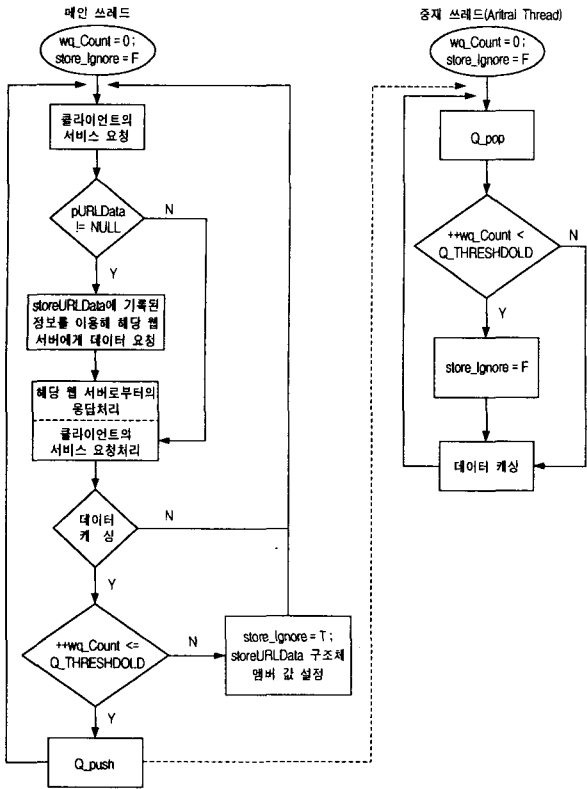 메인 쓰레드
wq_Count = 0 ;
store_Ignore = F
클라이언트의
서비스 요청
pURLData
!= NULL
N
Y
storeURLData에 기록된
정보를 이용해 해당 웹
서버에게 데이터 요청
해당 웹 서버로부터의
응답처리
클라이언트의
서비스 요청처리
데이터
캐 싱
N
Y
++wq_Count <=
Q_THRESHDOLD
N
Y
store_Ignore = T ;
storeURLData 구조체
멤버 값 설정
Q_push
중재 쓰레드(Aritral Thread)
wq_Count = 0;
store_Ignore = F
Q_pop
++wq_Count <
Q_THRESHDOLD
N
Y
store_Ignore = F
데이터 캐싱